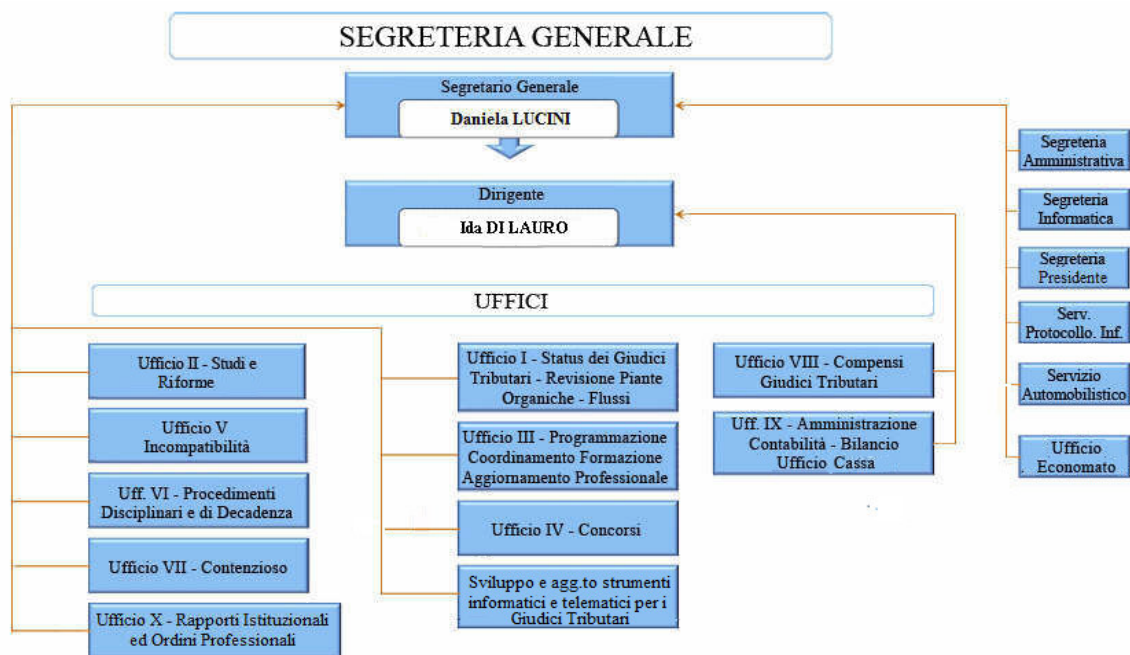 SEGRETERIA GENERALE
Segretario Generale
Daniela LUCINI
Dirigente
Ida DI LAURO
Segreteria
Amministrativa
Segreteria
Informatica
Segreteria
Presidente
Serv.
Protocollo. Inf.
Servizio
Automobilistico
Ufficio
Economato
UFFICI
Ufficio II - Studi e
Riforme
Ufficio V
Incompatibilità
Uff. VI - Procedimenti
Disciplinari e di Decadenza
Ufficio VII - Contenzioso
Ufficio X - Rapporti Istituzionali
ed Ordini Professionali
Ufficio I - Status dei Giudici
Tributari - Revisione Piante
Organiche - Flussi
Ufficio III - Programmazione
Coordinamento Formazione
Aggiornamento Professionale
Ufficio IV - Concorsi
Sviluppo e agg.to strumenti
informatici e telematici per i
Giudici Tributari
Ufficio VIII - Compensi
Giudici Tributari
Uff. IX - Amministrazione
Contabilità - Bilancio
Ufficio Cassa